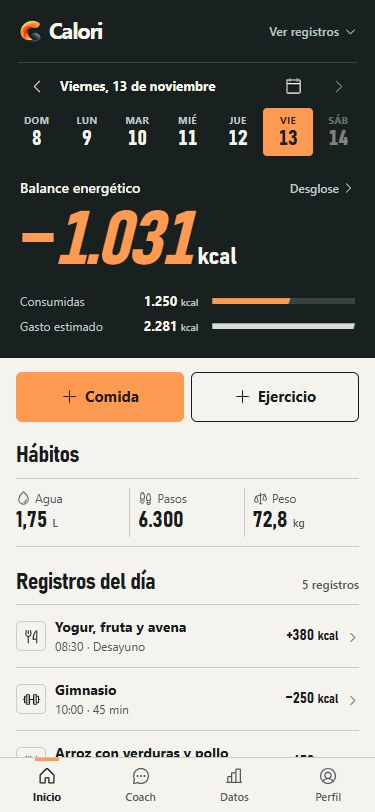 Calori
Ver registros
Viernes, 13 de noviembre
DOM LUN MAR MIÉ JUE VIE SÁB
8 9 10 11 12 13 14
Balance energético
Desglose
−1.031 kcal
Consumidas 1.250 kcal
Gasto estimado 2.281 kcal
+ Comida
+ Ejercicio
Hábitos
Agua Pasos Peso
1,75 L 6.300 72,8 kg
Registros del día
5 registros
Yogur, fruta y avena
08:30 · Desayuno
+380 kcal
Gimnasio
10:00 · 45 min
−250 kcal
Arroz con verduras y pollo
Inicio Coach Datos Perfil